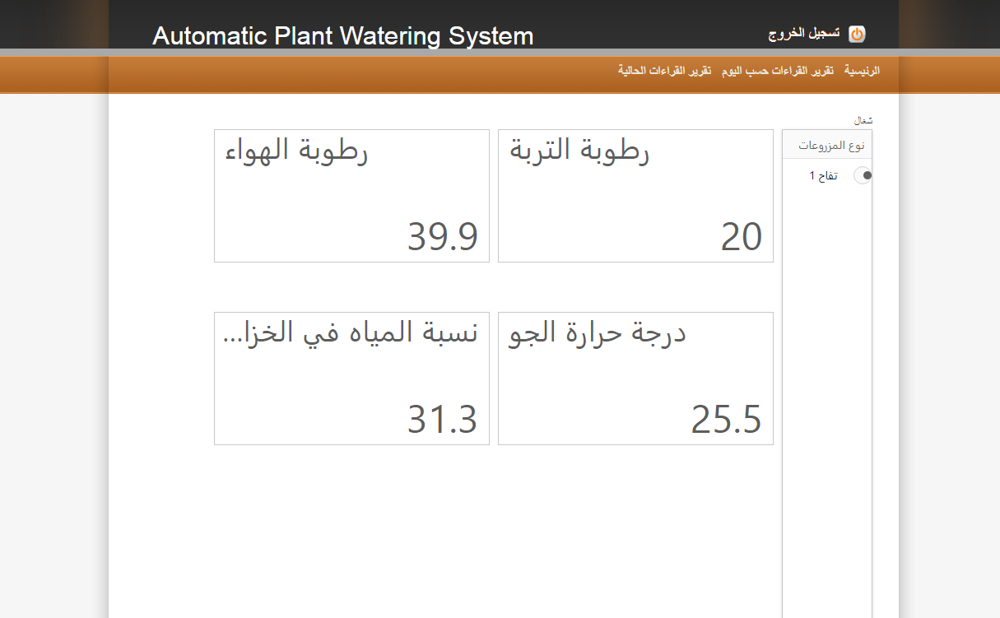 Automatic Plant Watering System
تسجيل الخروج
الرئيسية تقرير القراءات حسب اليوم تقرير القراءات الحالية
شغال
نوع المزروعات
تفاح 1
رطوبة التربة
20
رطوبة الهواء
39.9
درجة حرارة الجو
25.5
نسبة المياه في الخزا...
31.3